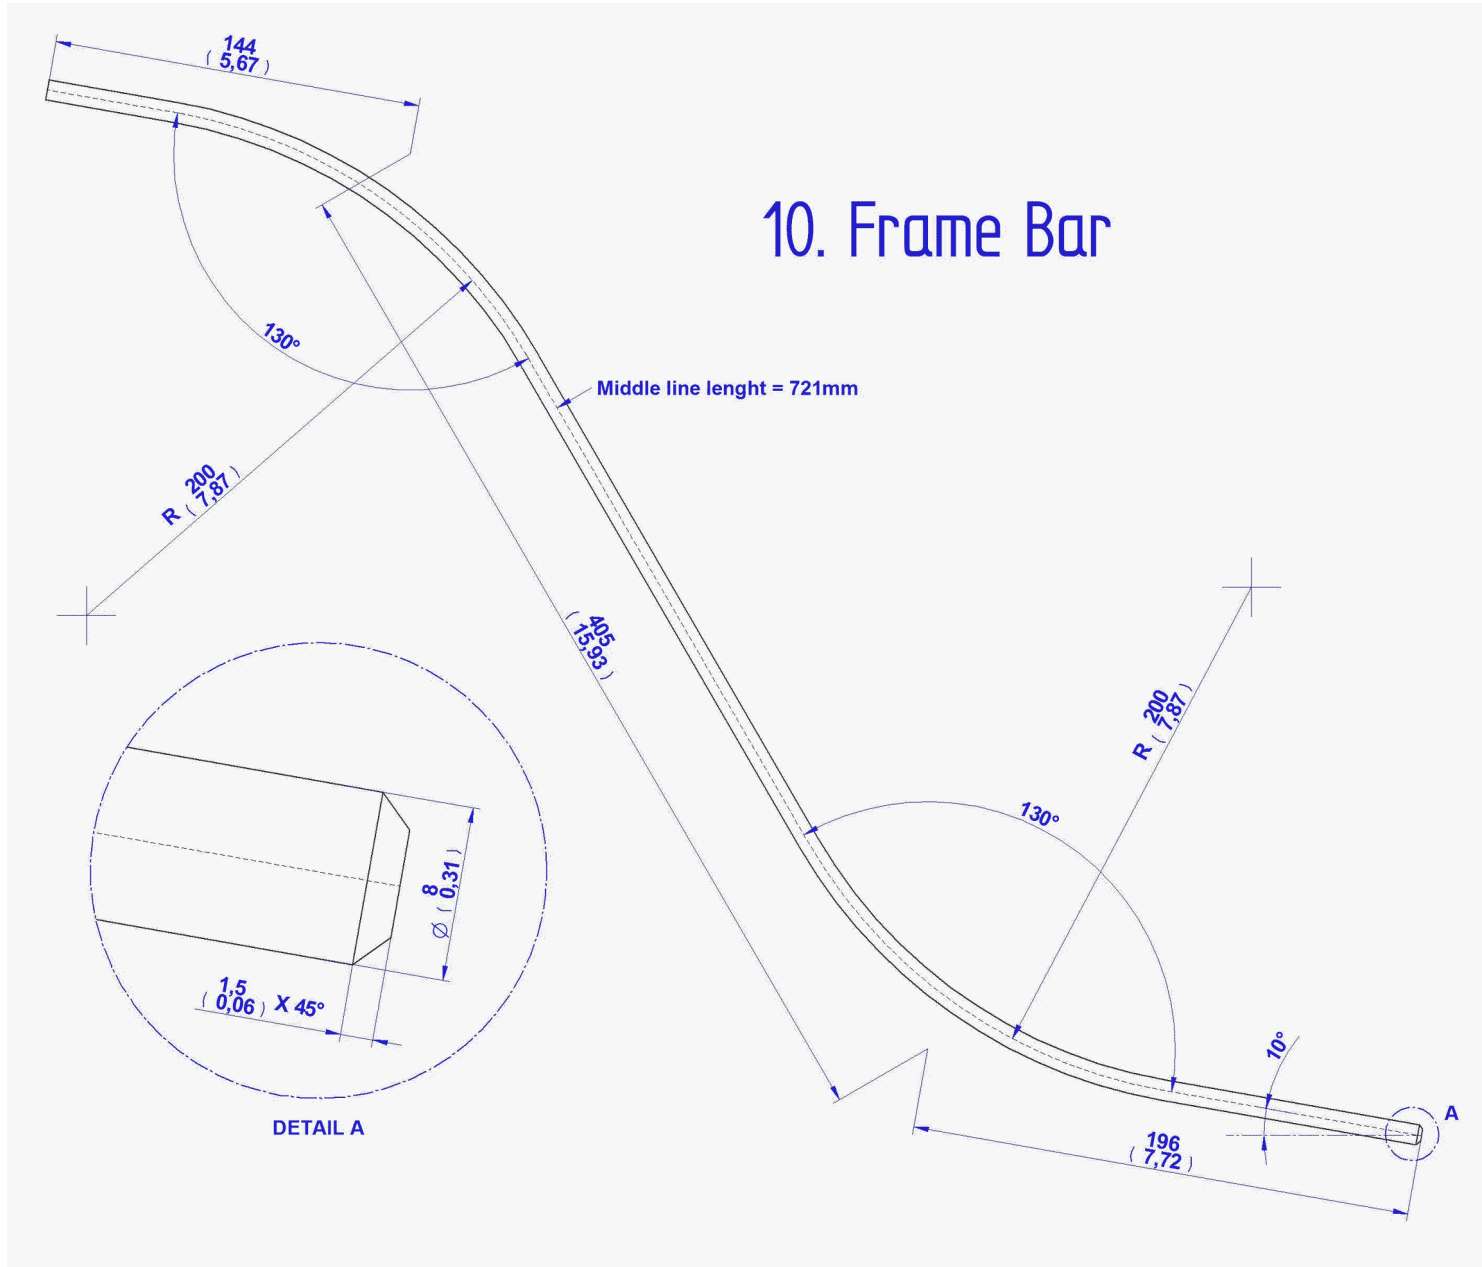 144
( 5,67 )
10. Frame Bar
130°
Middle line lenght = 721mm
200
R ( 7,87 )
405
( 15,93 )
200
R ( 7,87 )
130°
8
Ø ( 0,31 )
1,5
( 0,06 ) X 45°
DETAIL A
10°
A
196
( 7,72 )